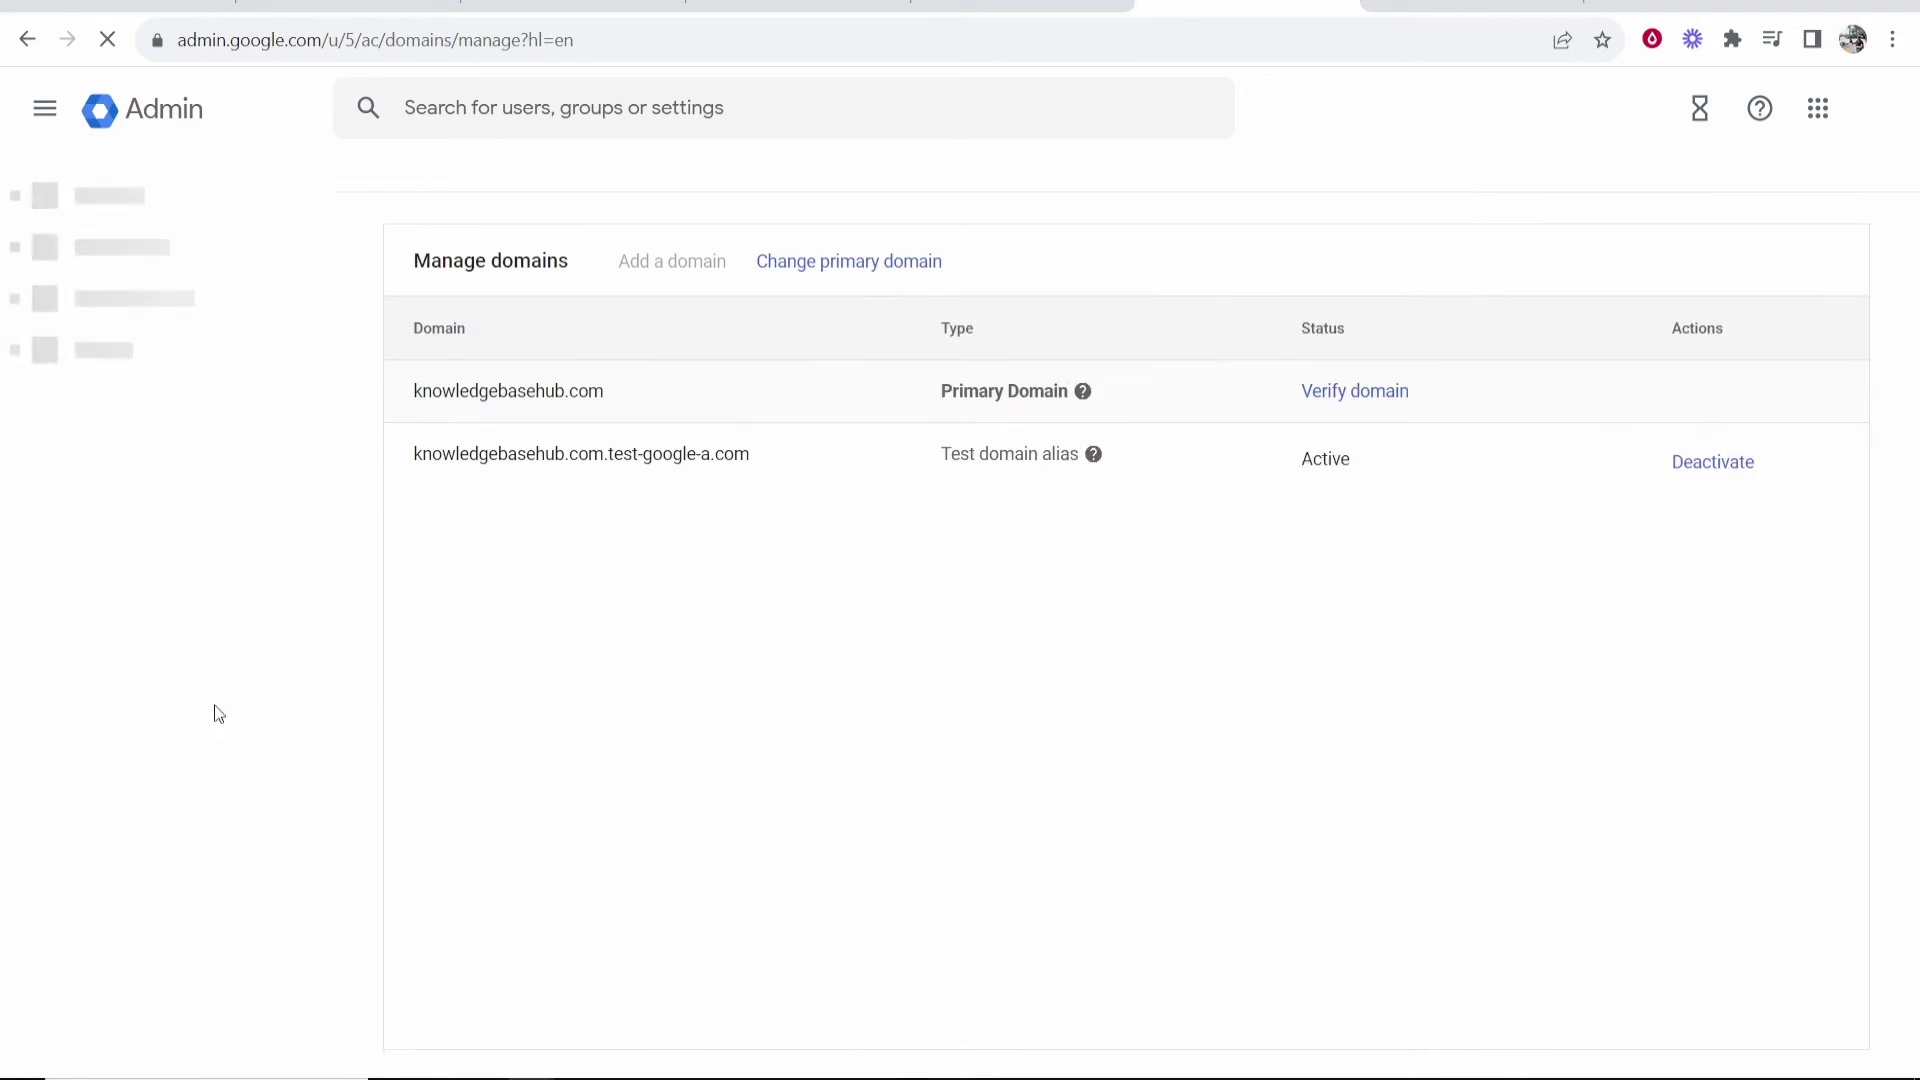 admin.google.com/u/5/ac/domains/manage?hl=en
Admin
Search for users, groups or settings
Manage domains Add a domain Change primary domain
Domain Type Status Actions
knowledgebasehub.com Primary Domain Verify domain
knowledgebasehub.com.test-google-a.com Test domain alias Active Deactivate